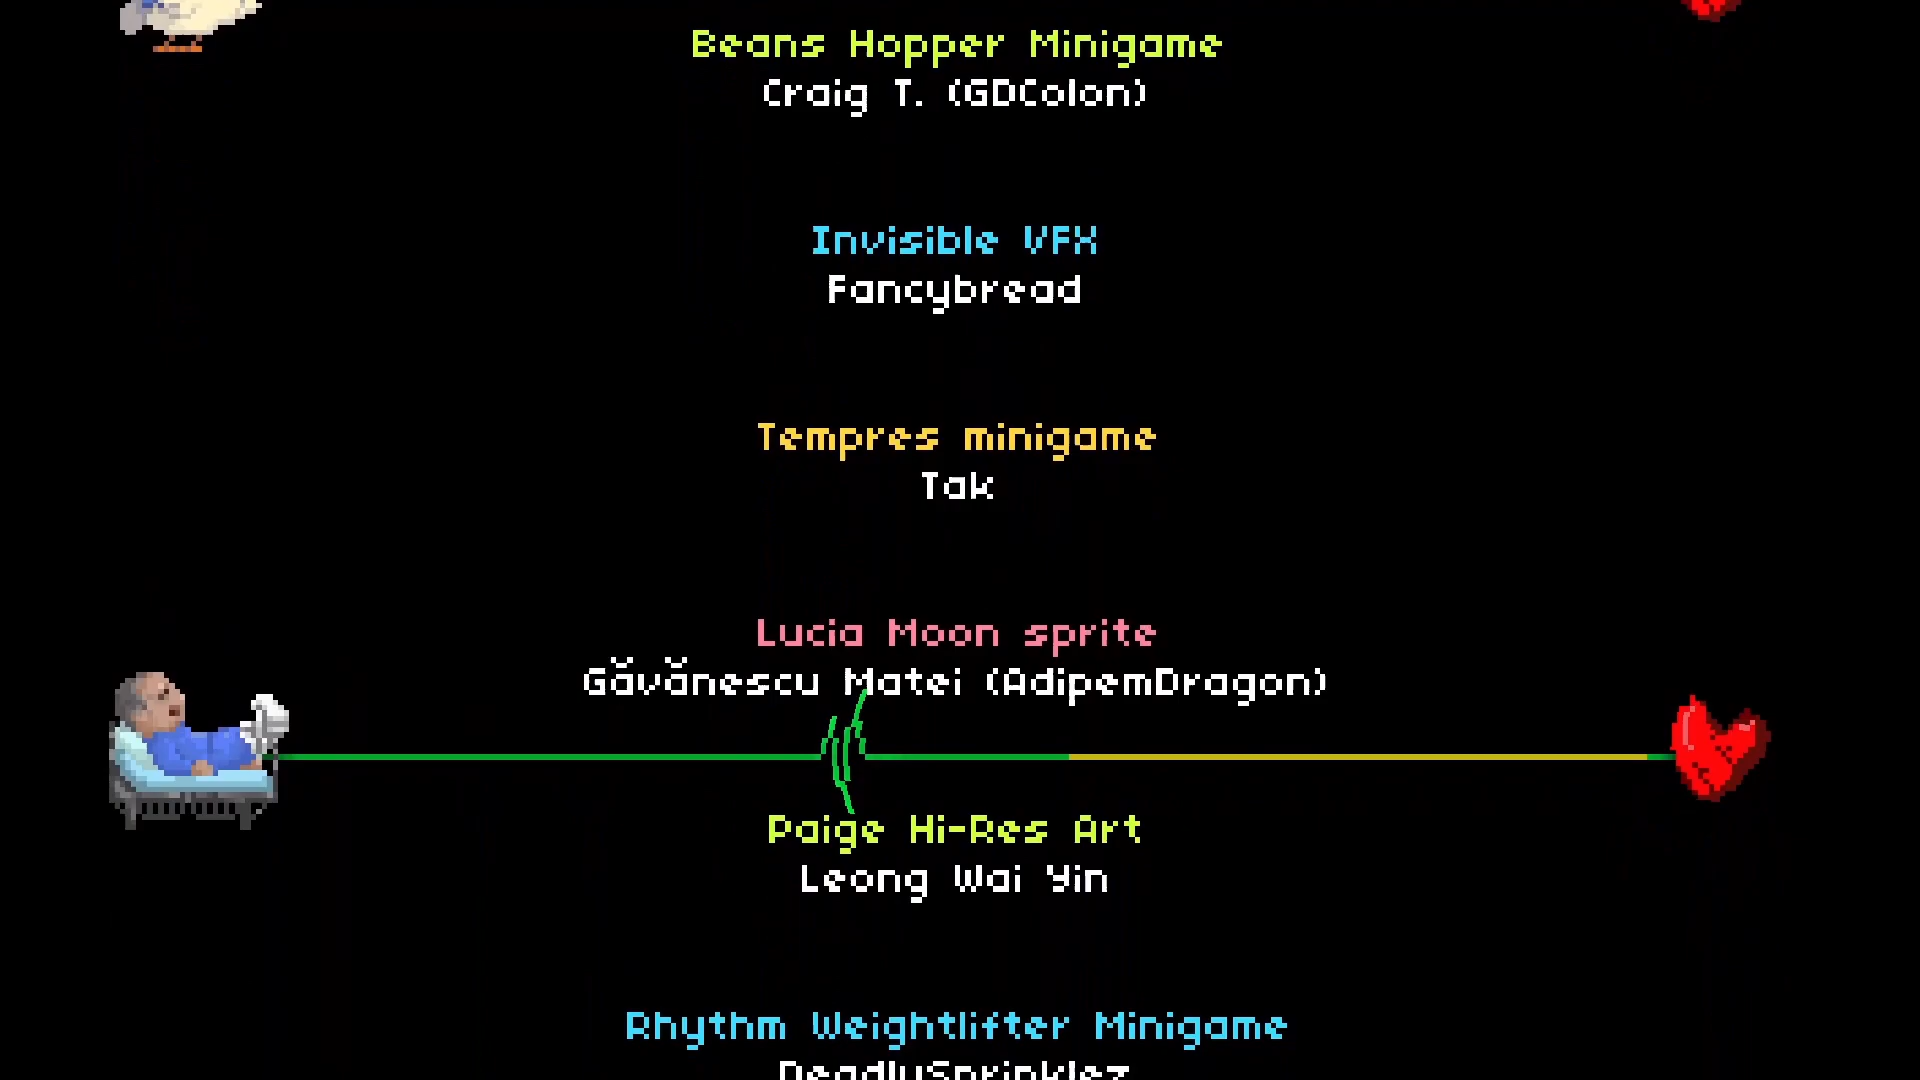 Beans Hopper Minigame
Craig T. (GDColon)
Invisible VFX
Fancybread
Tempres minigame
Tak
Lucia Moon sprite
Găvănescu Matei (AdipemDragon)
Paige Hi-Res Art
Leong Wai Yin
Rhythm Weightlifter Minigame
DeadlySprinklez